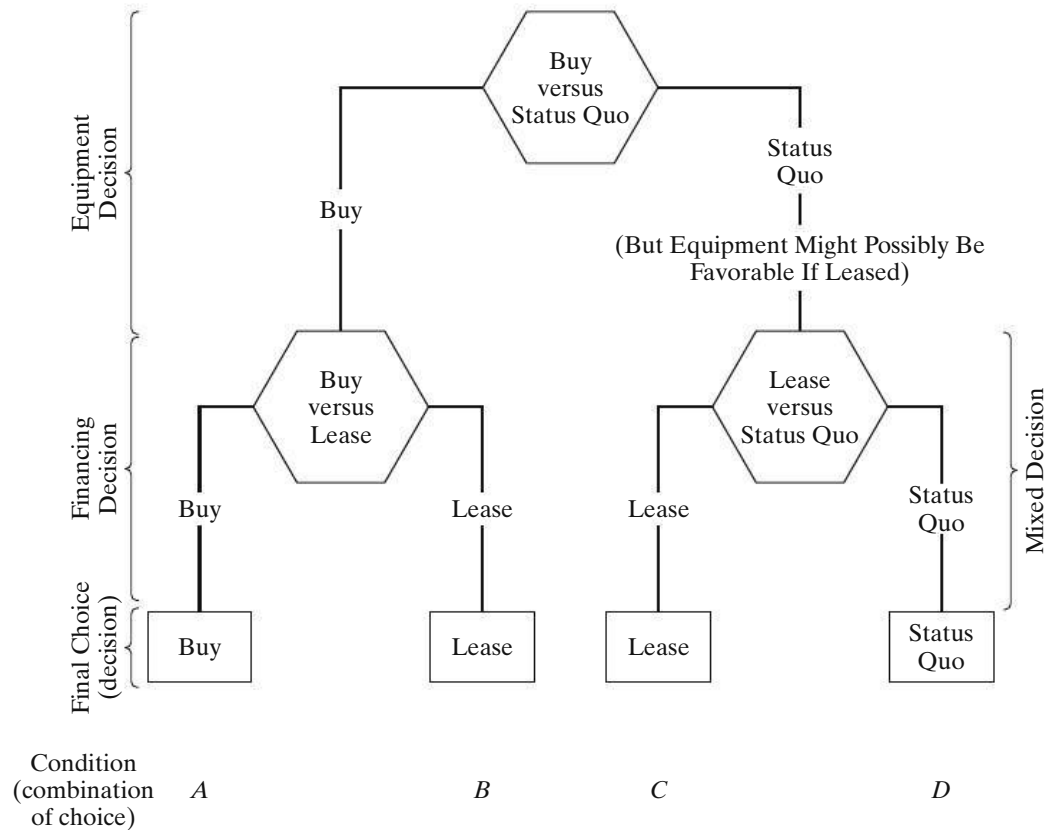 Buy
versus
Status Quo
Equipment
Decision
Buy
Status
Quo
(But Equipment Might Possibly Be
Favorable If Leased)
Financing
Decision
Buy
versus
Lease
Lease
versus
Status Quo
Mixed Decision
Buy
Lease
Lease
Status
Quo
Final Choice
(decision)
Buy
Lease
Lease
Status
Quo
Condition
(combination
of choice)
A
B
C
D